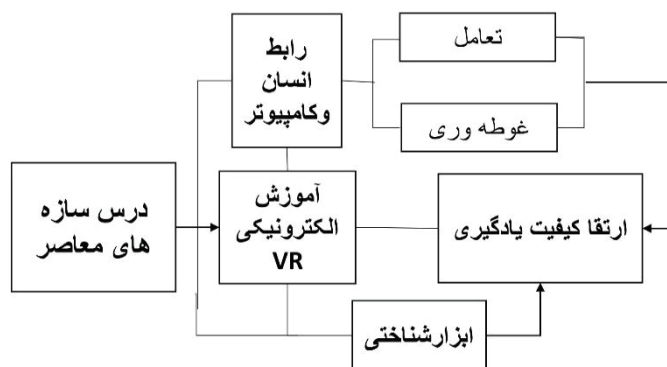 رابط
انسان
وکامپیوتر
تعامل
غوطه وری
درس سازه
های معاصر
آموزش
الکترونیکی
VR
ارتقا کیفیت یادگیری
ابزارشناختی